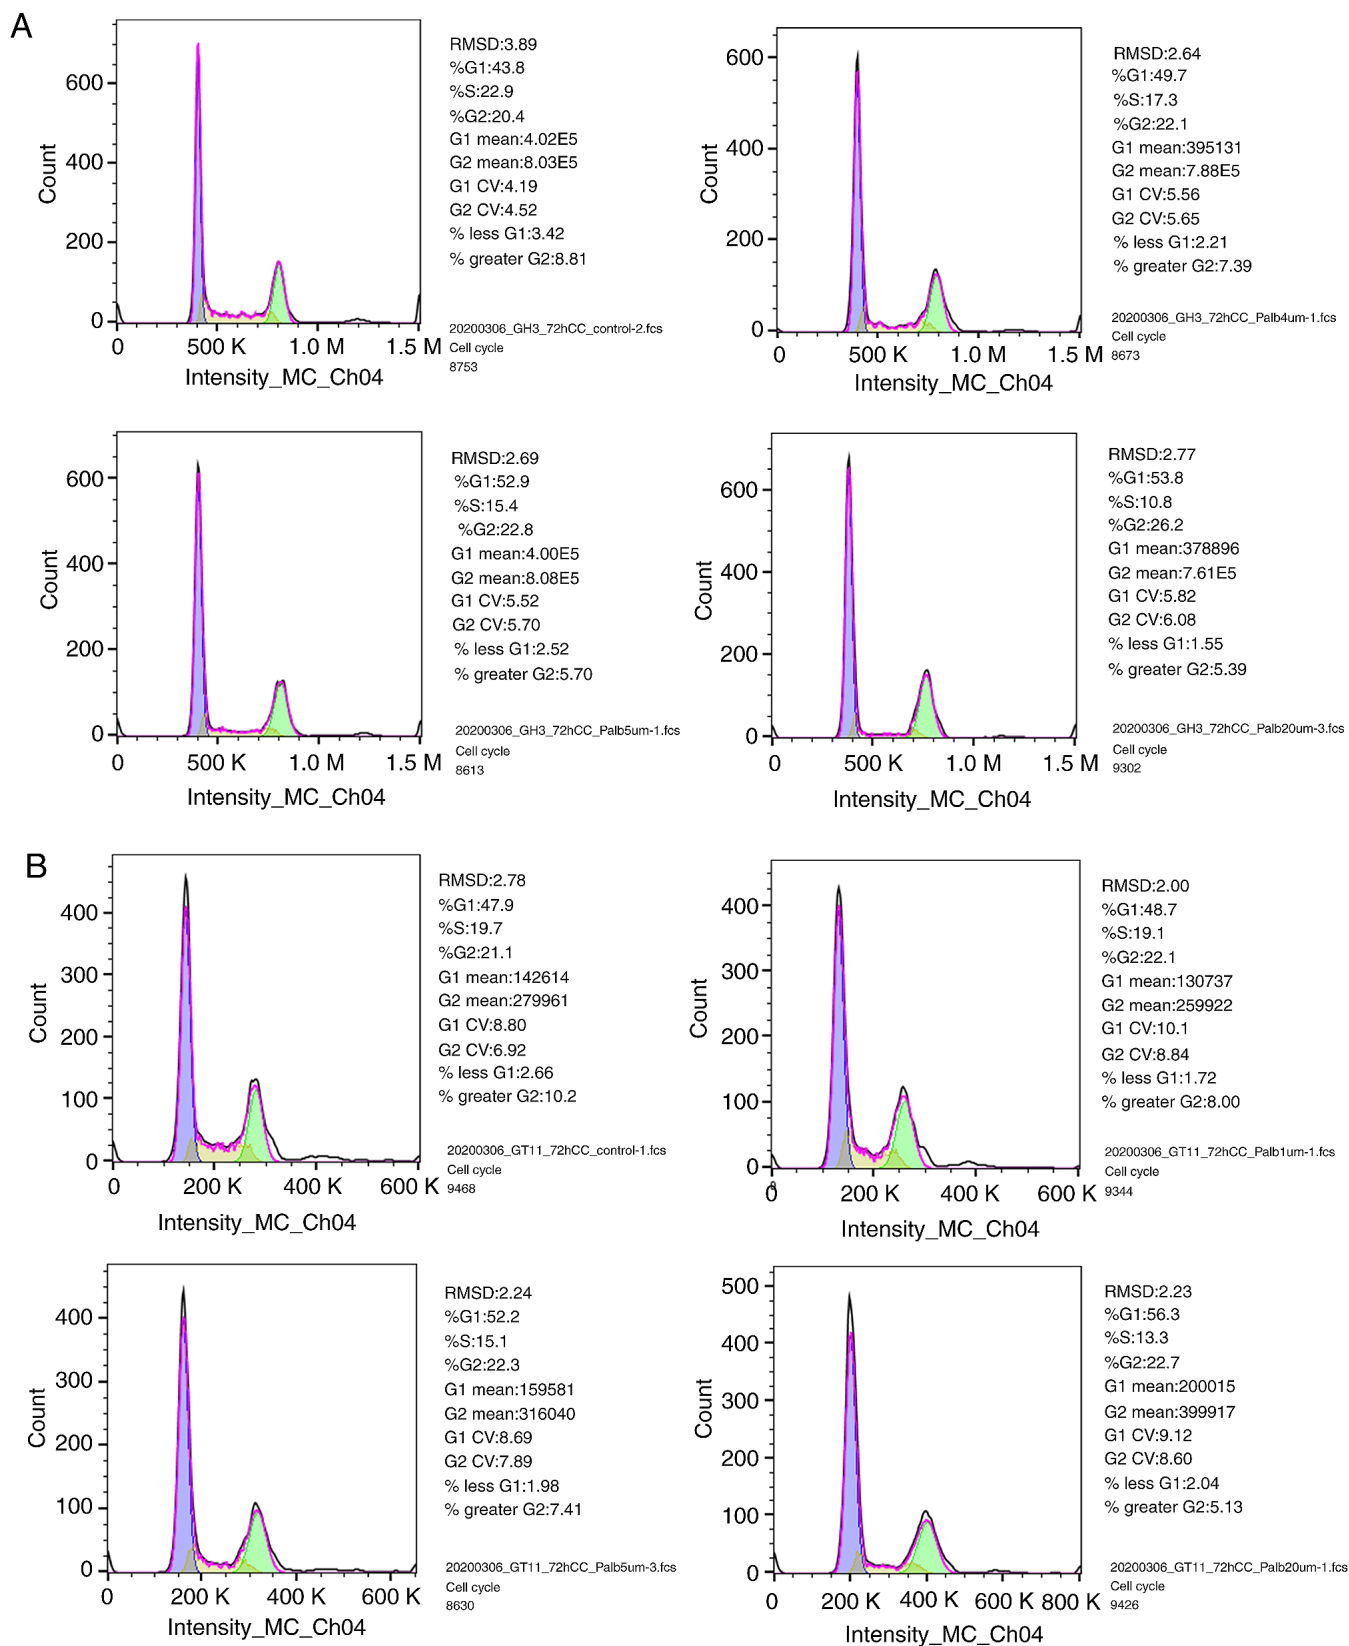 A
600
400
200
0
Count
0
500 K
1.0 M
1.5 M
Intensity_MC_Ch04
RMSD:3.89
%G1:43.8
%S:22.9
%G2:20.4
G1 mean:4.02E5
G2 mean:8.03E5
G1 CV:4.19
G2 CV:4.52
% less G1:3.42
% greater G2:8.81
20200306_GH3_72hCC_control-2.fcs
Cell cycle
8753
600
400
200
0
Count
0
500 K
1.0 M
1.5 M
Intensity_MC_Ch04
RMSD:2.64
%G1:49.7
%S:17.3
%G2:22.1
G1 mean:395131
G2 mean:7.88E5
G1 CV:5.56
G2 CV:5.65
% less G1:2.21
% greater G2:7.39
20200306_GH3_72hCC_Palb4um-1.fcs
Cell cycle
8673
600
400
200
0
Count
0
500 K
1.0 M
1.5 M
Intensity_MC_Ch04
RMSD:2.69
%G1:52.9
%S:15.4
%G2:22.8
G1 mean:4.00E5
G2 mean:8.08E5
G1 CV:5.52
G2 CV:5.70
% less G1:2.52
% greater G2:5.70
20200306_GH3_72hCC_Palb5um-1.fcs
Cell cycle
8613
600
400
200
0
Count
0
500 K
1.0 M
1.5 M
Intensity_MC_Ch04
RMSD:2.77
%G1:53.8
%S:10.8
%G2:26.2
G1 mean:378896
G2 mean:7.61E5
G1 CV:5.82
G2 CV:6.08
% less G1:1.55
% greater G2:5.39
20200306_GH3_72hCC_Palb20um-3.fcs
Cell cycle
9302
B
400
300
200
100
0
Count
0
200 K
400 K
600 K
Intensity_MC_Ch04
RMSD:2.78
%G1:47.9
%S:19.7
%G2:21.1
G1 mean:142614
G2 mean:279961
G1 CV:8.80
G2 CV:6.92
% less G1:2.66
% greater G2:10.2
20200306_GT11_72hCC_control-1.fcs
Cell cycle
9468
400
300
200
100
0
Count
0
200 K
400 K
600 K
Intensity_MC_Ch04
RMSD:2.00
%G1:48.7
%S:19.1
%G2:22.1
G1 mean:130737
G2 mean:259922
G1 CV:10.1
G2 CV:8.84
% less G1:1.72
% greater G2:8.00
20200306_GT11_72hCC_Palb1um-1.fcs
Cell cycle
9344
400
300
200
100
0
Count
0
200 K
400 K
600 K
Intensity_MC_Ch04
RMSD:2.24
%G1:52.2
%S:15.1
%G2:22.3
G1 mean:159581
G2 mean:316040
G1 CV:8.69
G2 CV:7.89
% less G1:1.98
% greater G2:7.41
20200306_GT11_72hCC_Palb5um-3.fcs
Cell cycle
8630
500
400
300
200
100
0
Count
0
200 K
400 K
600 K
800 K
Intensity_MC_Ch04
RMSD:2.23
%G1:56.3
%S:13.3
%G2:22.7
G1 mean:200015
G2 mean:399917
G1 CV:9.12
G2 CV:8.60
% less G1:2.04
% greater G2:5.13
20200306_GT11_72hCC_Palb20um-1.fcs
Cell cycle
9426